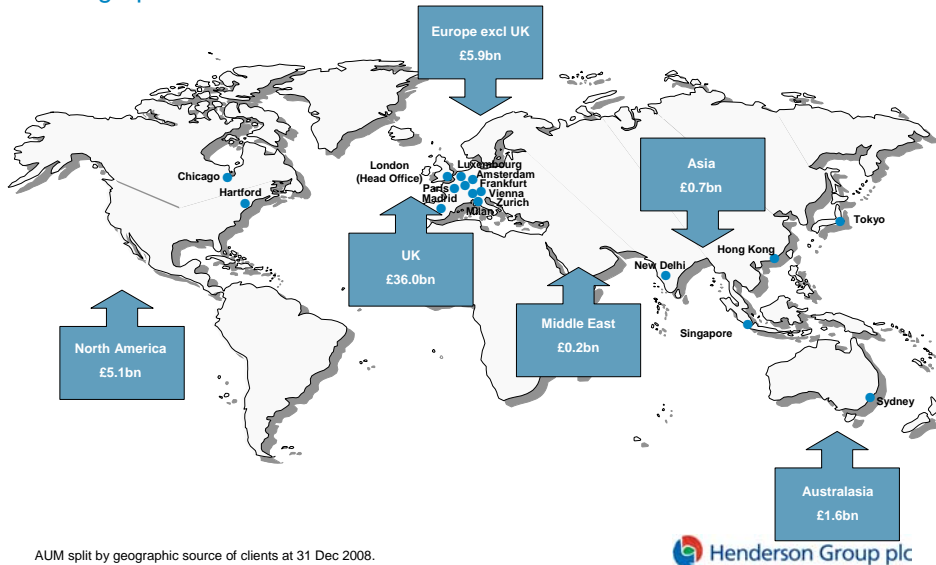 Europe excl UK
£5.9bn
Asia
£0.7bn
London
(Head Office)
Luxembourg
Amsterdam
Frankfurt
Vienna
Zurich
Paris
Madrid
Milan
Chicago
Hartford
Tokyo
Hong Kong
New Delhi
Singapore
Sydney
UK
£36.0bn
Middle East
£0.2bn
North America
£5.1bn
Australasia
£1.6bn
AUM split by geographic source of clients at 31 Dec 2008.
Henderson Group plc